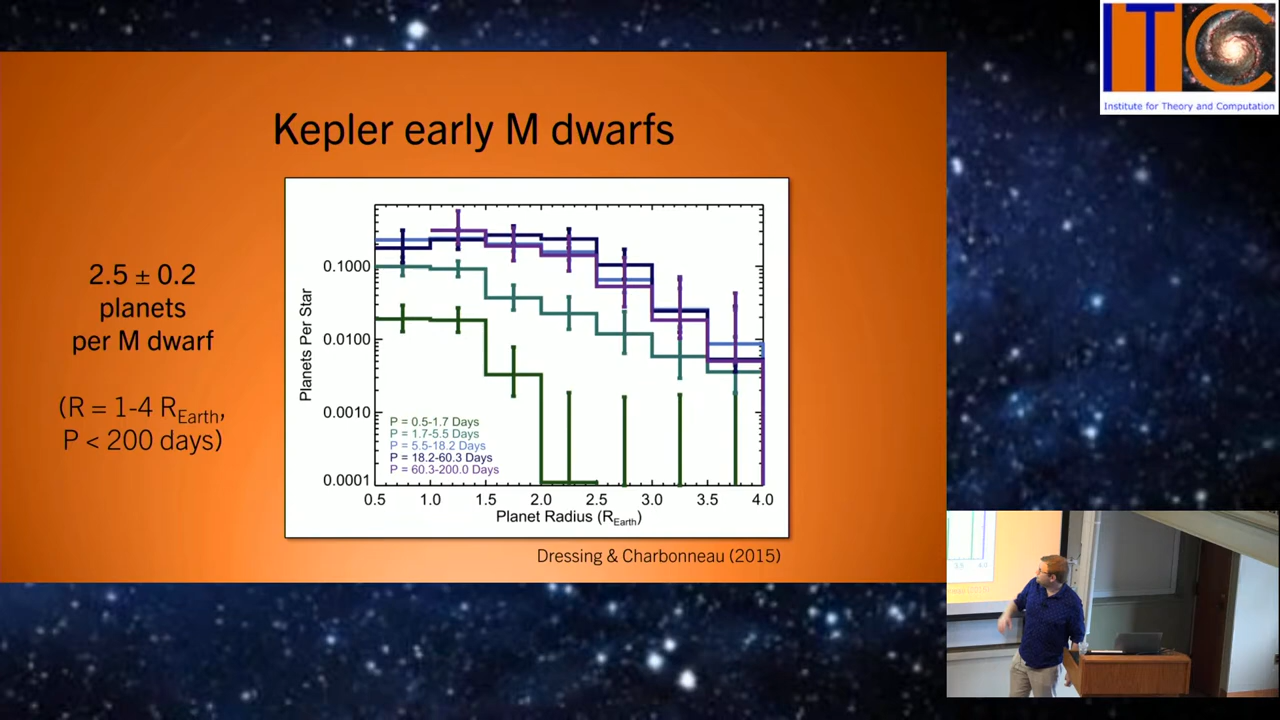 ITC
Institute for Theory and Computation
Kepler early M dwarfs
2.5 ± 0.2
planets
per M dwarf
(R = 1-4 REarth,
P < 200 days)
Planets Per Star
0.1000
0.0100
0.0010
0.0001
P = 0.5-1.7 Days
P = 1.7-5.5 Days
P = 5.5-18.2 Days
P = 18.2-60.3 Days
P = 60.3-200.0 Days
0.5 1.0 1.5 2.0 2.5 3.0 3.5 4.0
Planet Radius (REarth)
Dressing & Charbonneau (2015)
3.5 4.0